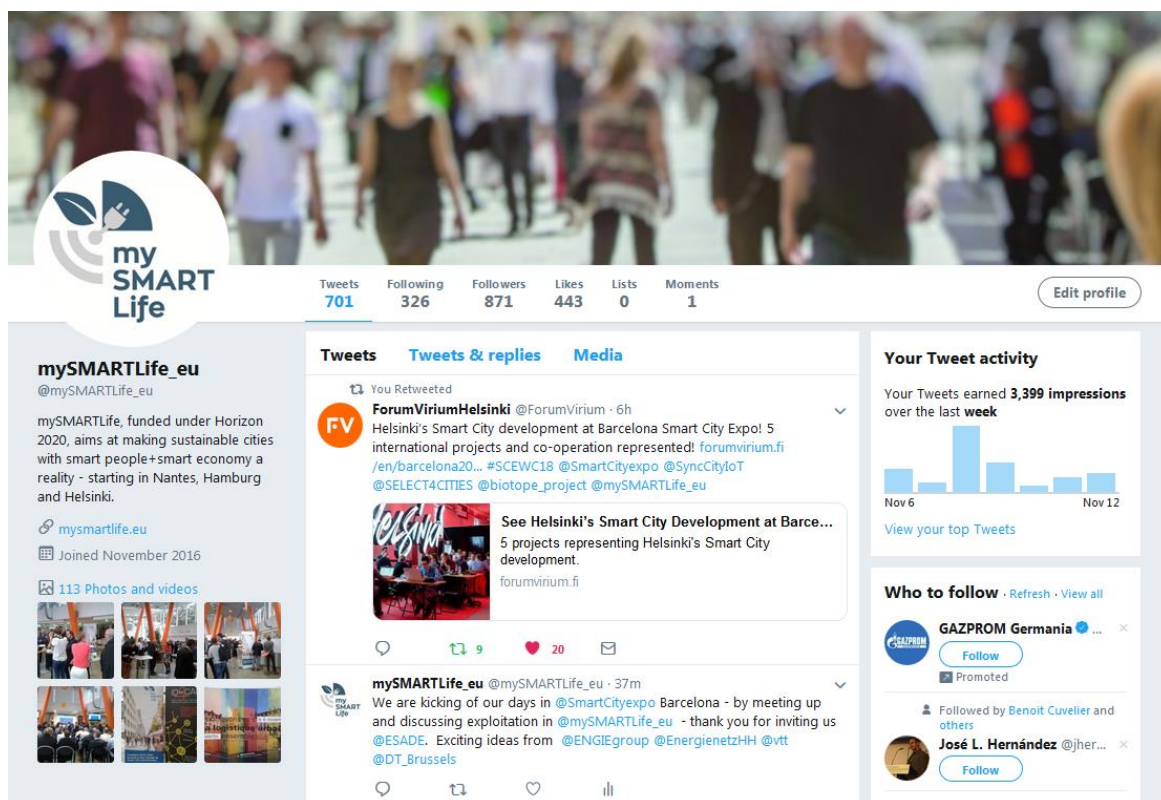 my
SMART
Life
Tweets
701
Following
326
Followers
871
Likes
443
Lists
0
Moments
1
Edit profile
mySMARTLife_eu
@mySMARTLife_eu
mySMARTLife, funded under Horizon
2020, aims at making sustainable cities
with smart people+smart economy a
reality - starting in Nantes, Hamburg
and Helsinki.
mysmartlife.eu
Joined November 2016
113 Photos and videos
Tweets Tweets & replies Media
You Retweeted
FV
ForumViriumHelsinki @ForumVirium · 6h
Helsinki's Smart City development at Barcelona Smart City Expo! 5
international projects and co-operation represented! forumvirium.fi
/en/barcelona20... #SCEWC18 @SmartCityexpo @SyncCityIoT
@SELECT4CITIES @biotope_project @mySMARTLife_eu
Helsinki
See Helsinki's Smart City Development at Barce...
5 projects representing Helsinki's Smart City
development.
forumvirium.fi
9 20
my
SMART
Life
mySMARTLife_eu @mySMARTLife_eu · 37m
We are kicking of our days in @SmartCityexpo Barcelona - by meeting up
and discussing exploitation in @mySMARTLife_eu - thank you for inviting us
@ESADE. Exciting ideas from @ENGIEgroup @EnergienetzHH @vtt
@DT_Brussels
Your Tweet activity
Your Tweets earned 3,399 impressions
over the last week
Nov 6 Nov 12
View your top Tweets
Who to follow · Refresh · View all
GAZPROM
GAZPROM Germania ...
Follow
Promoted
Followed by Benoit Cuvelier and
others
José L. Hernández @jher...
Follow